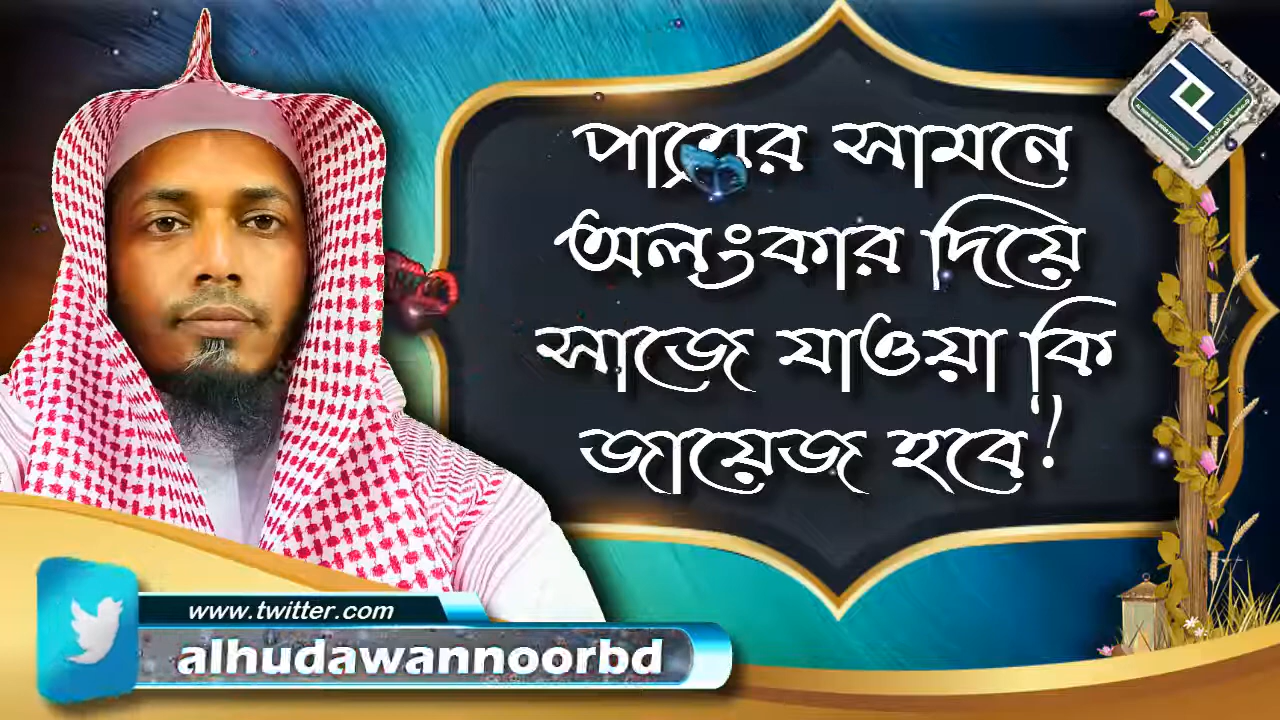 সামনে
অলংকার দিয়ে
সাজে যাওয়া কি
জায়েজ হবে?
www.twitter.com
alhudawannoorbd